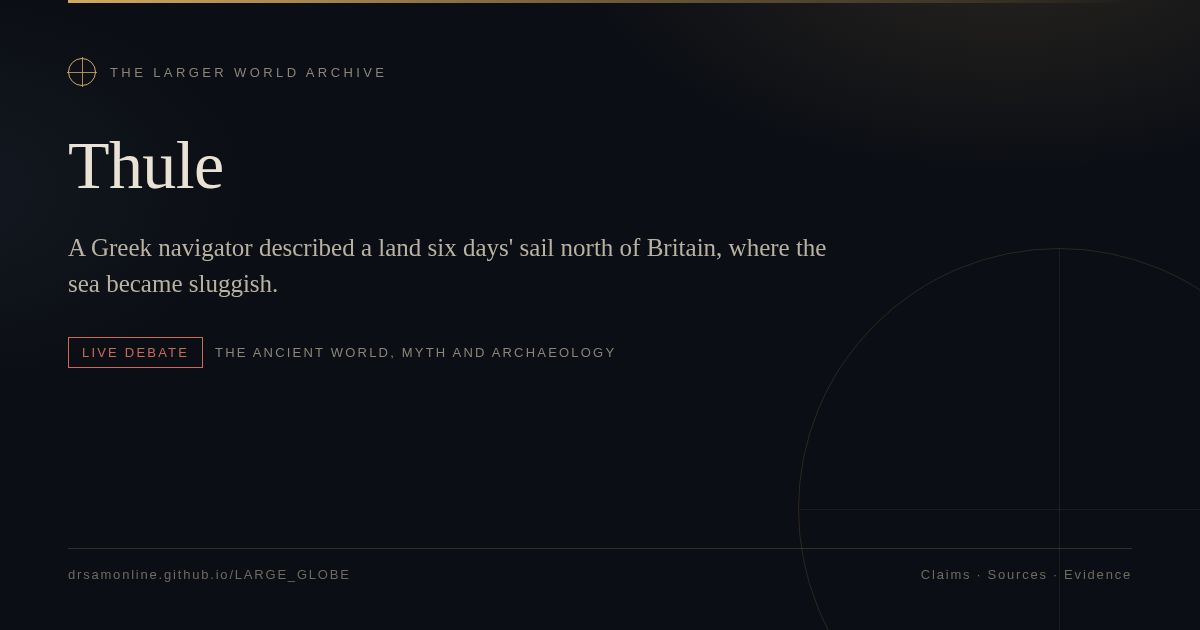 THE LARGER WORLD ARCHIVE
Thule
A Greek navigator described a land six days' sail north of Britain, where the
sea became sluggish.
LIVE DEBATE
THE ANCIENT WORLD, MYTH AND ARCHAEOLOGY
drsamonline.github.io/LARGE_GLOBE
Claims · Sources · Evidence